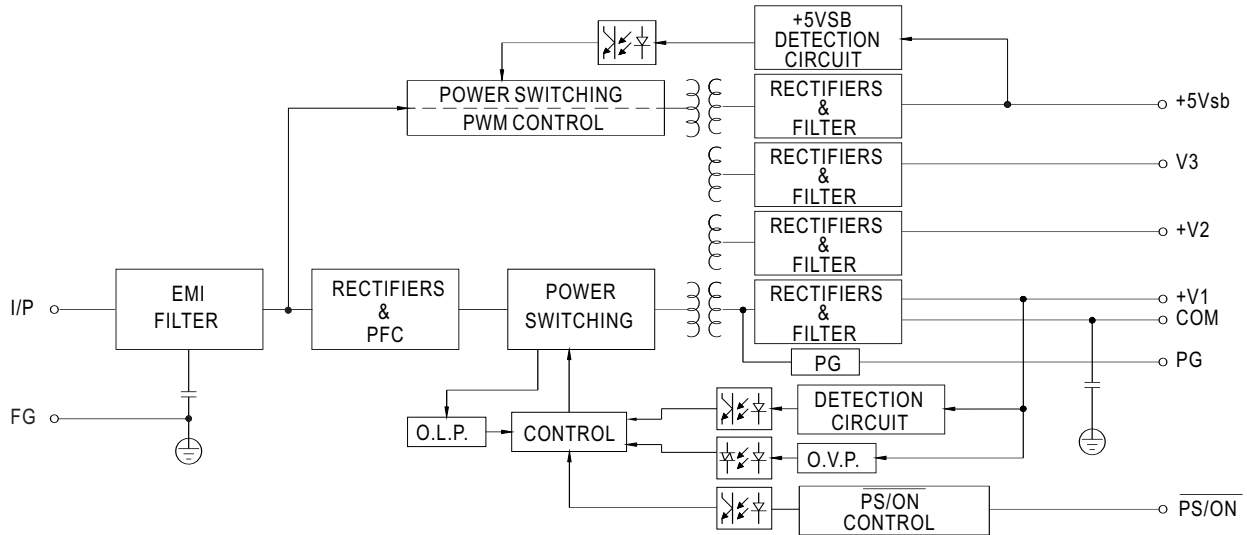 +5VSB
DETECTION
CIRCUIT
POWER SWITCHING
PWM CONTROL
RECTIFIERS
&
FILTER
+5Vsb
RECTIFIERS
&
FILTER
V3
RECTIFIERS
&
FILTER
+V2
I/P
EMI
FILTER
RECTIFIERS
&
PFC
POWER
SWITCHING
RECTIFIERS
&
FILTER
+V1
COM
PG
PG
FG
O.L.P.
CONTROL
DETECTION
CIRCUIT
O.V.P.
PS/ON
CONTROL
PS/ON